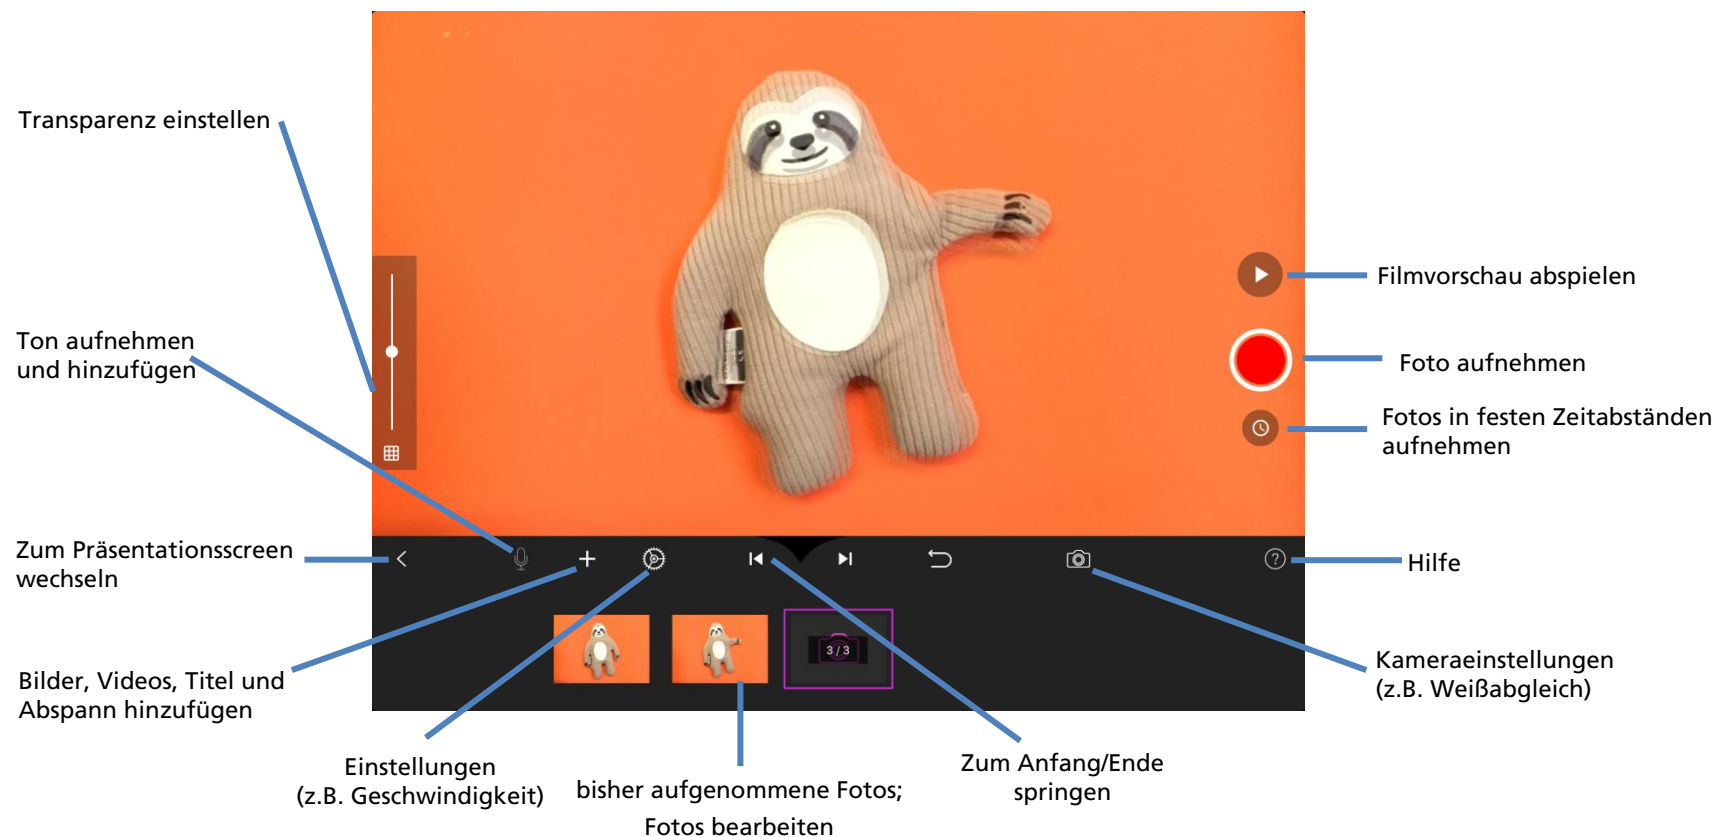 Transparenz einstellen
Ton aufnehmen
und hinzufügen
Zum Präsentationsscreen
wechseln
Bilder, Videos, Titel und
Abspann hinzufügen
Einstellungen
(z.B. Geschwindigkeit)
bisher aufgenommene Fotos;
Fotos bearbeiten
Zum Anfang/Ende
springen
Filmvorschau abspielen
Foto aufnehmen
Fotos in festen Zeitabständen
aufnehmen
Hilfe
Kameraeinstellungen
(z.B. Weißabgleich)
3 / 3
?